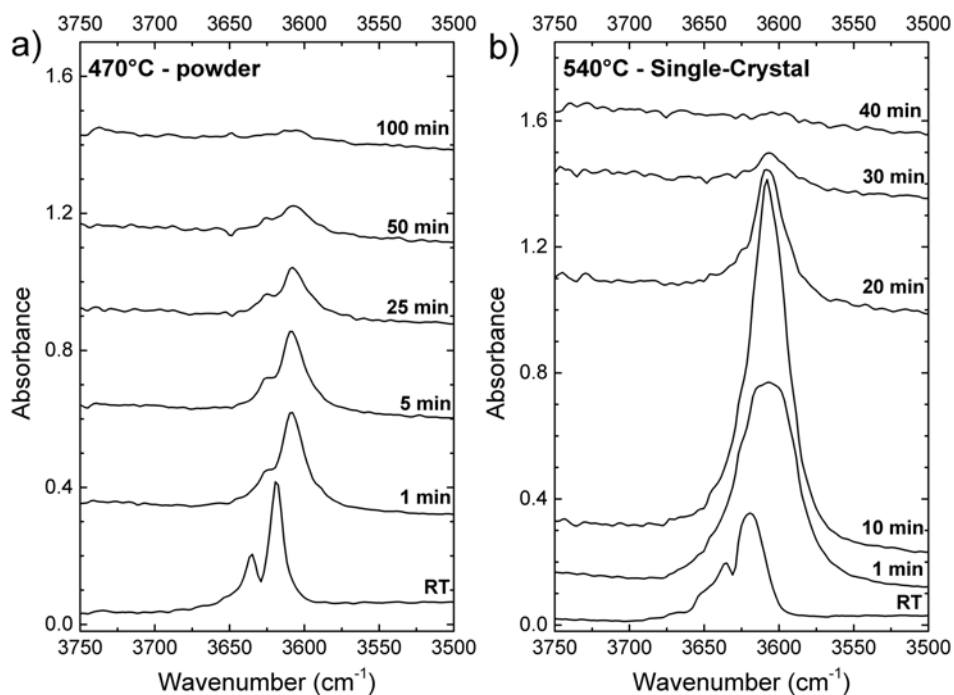 a)
3750 3700 3650 3600 3550 3500
470°C - powder
1.6
1.2
0.8
0.4
0.0
Absorbance
100 min
50 min
25 min
5 min
1 min
RT
3750 3700 3650 3600 3550 3500
Wavenumber (cm⁻¹)
b)
3750 3700 3650 3600 3550 3500
540°C - Single-Crystal
1.6
1.2
0.8
0.4
0.0
Absorbance
40 min
30 min
20 min
10 min
1 min
RT
3750 3700 3650 3600 3550 3500
Wavenumber (cm⁻¹)